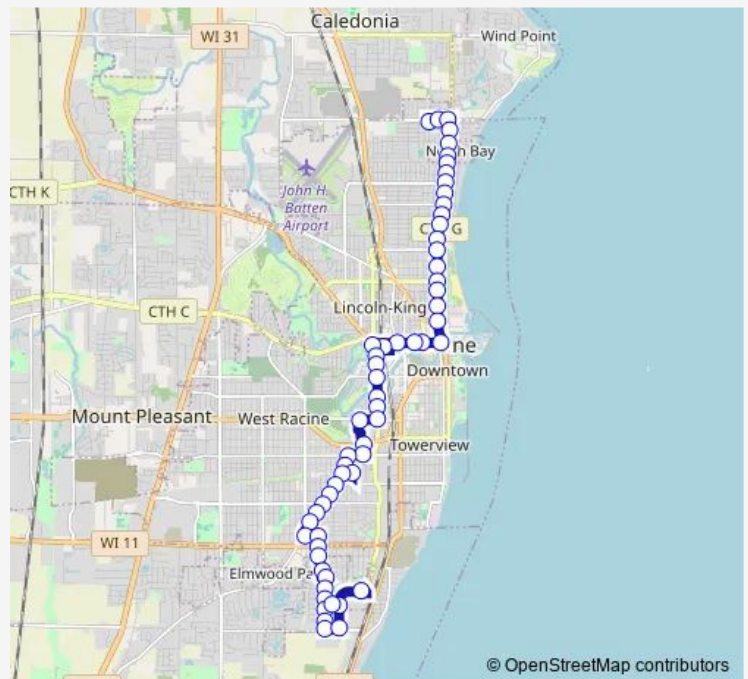 Caledonia
WI 31
Wind Point
North Bay
CTH K
John H.
Batten
Airport
CTH G
Lincoln-King
CTH C
ne
Downtown
Mount Pleasant
West Racine
Towerview
WI 11
Elmwood Pa
© OpenStreetMap contributors